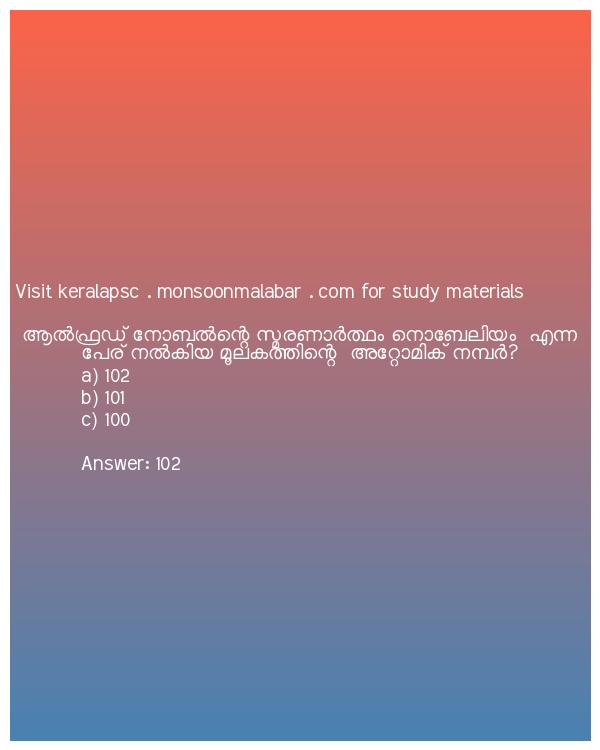 Visit keralapsc . monsoonmalabar . com for study materials
ആൽഫ്രഡ് നോബൽന്റെ സ്മരണാർത്ഥം നൊബേലിയം എന്ന
പേര് നൽകിയ മൂലകത്തിന്റെ അറ്റോമിക് നമ്പർ?
a) 102
b) 101
c) 100
Answer: 102